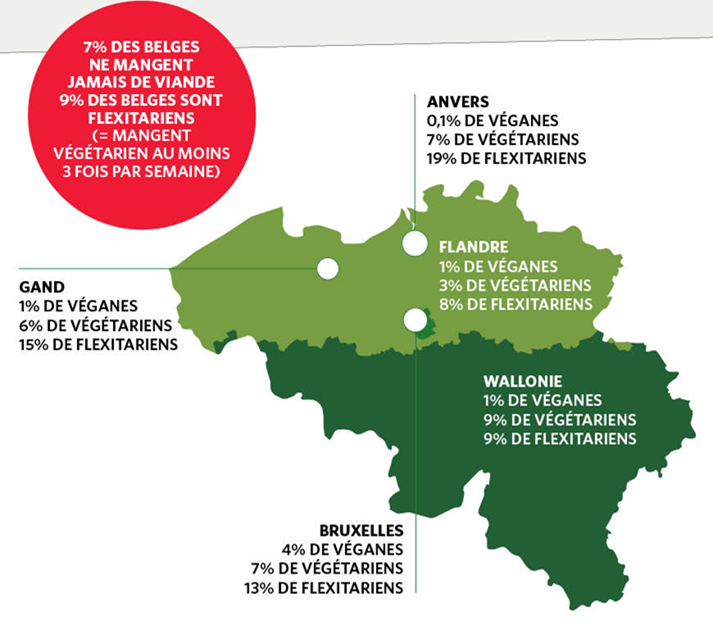 7% DES BELGES
NE MANGENT
JAMAIS DE VIANDE
9% DES BELGES SONT
FLEXITARIENS
(= MANGENT
VÉGÉTARIEN AU MOINS
3 FOIS PAR SEMAINE)
ANVERS
0,1% DE VÉGANES
7% DE VÉGÉTARIENS
19% DE FLEXITARIENS
FLANDRE
1% DE VÉGANES
3% DE VÉGÉTARIENS
8% DE FLEXITARIENS
GAND
1% DE VÉGANES
6% DE VÉGÉTARIENS
15% DE FLEXITARIENS
WALLONIE
1% DE VÉGANES
9% DE VÉGÉTARIENS
9% DE FLEXITARIENS
BRUXELLES
4% DE VÉGANES
7% DE VÉGÉTARIENS
13% DE FLEXITARIENS